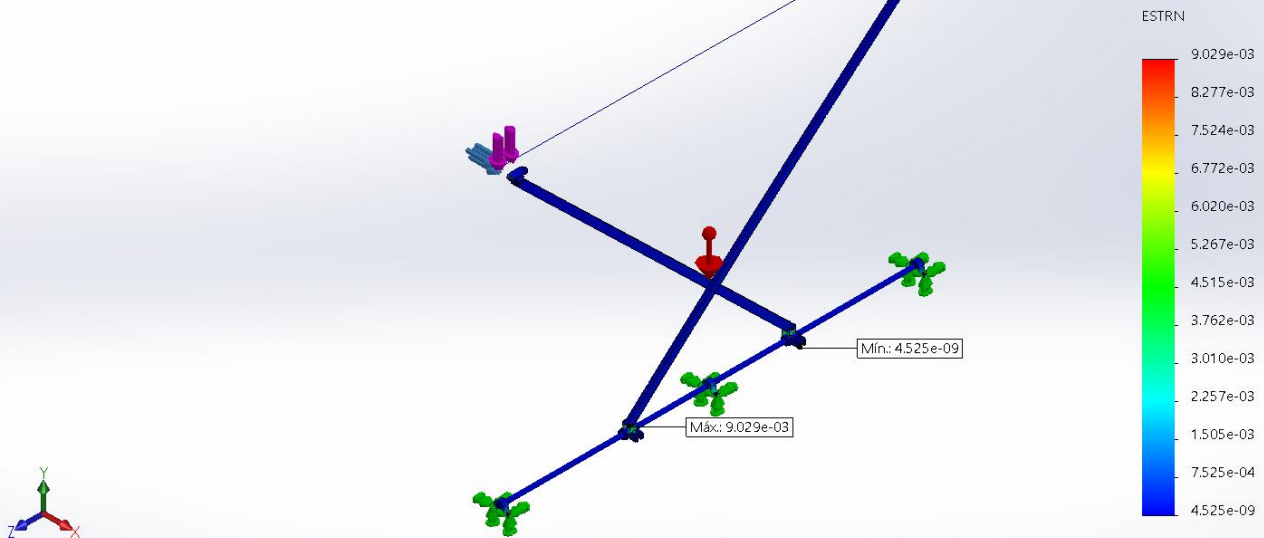 ESTRN
9.029e-03
8.277e-03
7.524e-03
6.772e-03
6.020e-03
5.267e-03
4.515e-03
3.762e-03
3.010e-03
2.257e-03
1.505e-03
7.525e-04
4.525e-09
Mín.: 4.525e-09
Máx.: 9.029e-03
Y
Z
X